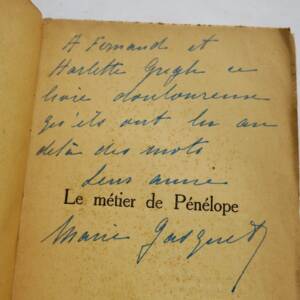 A Fernand et
Harlette Gregh ce
livre douloureux
qu'ils ont lu au
delà des mots
Leur amie
Le métier de Pénélope
Marie Gasquet